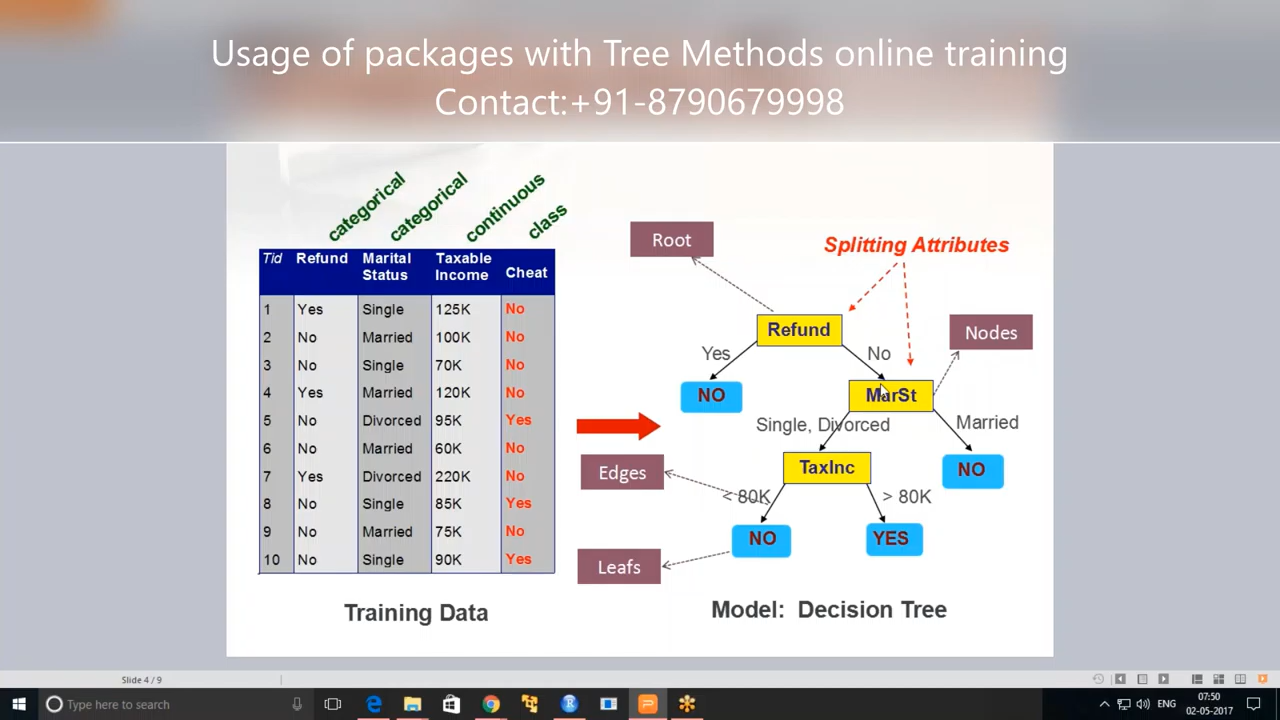 Usage of packages with Tree Methods online training
Contact:+91-8790679998
categorical
categorical
continuous
class
Tid Refund Marital Status Taxable Income Cheat
1 Yes Single 125K No
2 No Married 100K No
3 No Single 70K No
4 Yes Married 120K No
5 No Divorced 95K Yes
6 No Married 60K No
7 Yes Divorced 220K No
8 No Single 85K Yes
9 No Married 75K No
10 No Single 90K Yes
Training Data
Root
Splitting Attributes
Refund
Nodes
Yes
No
NO
MarSt
Single, Divorced
Married
Edges
TaxInc
NO
< 80K
> 80K
NO
YES
Leafs
Model: Decision Tree
Slide 4 / 9
Type here to search
ENG
07:50
02-05-2017